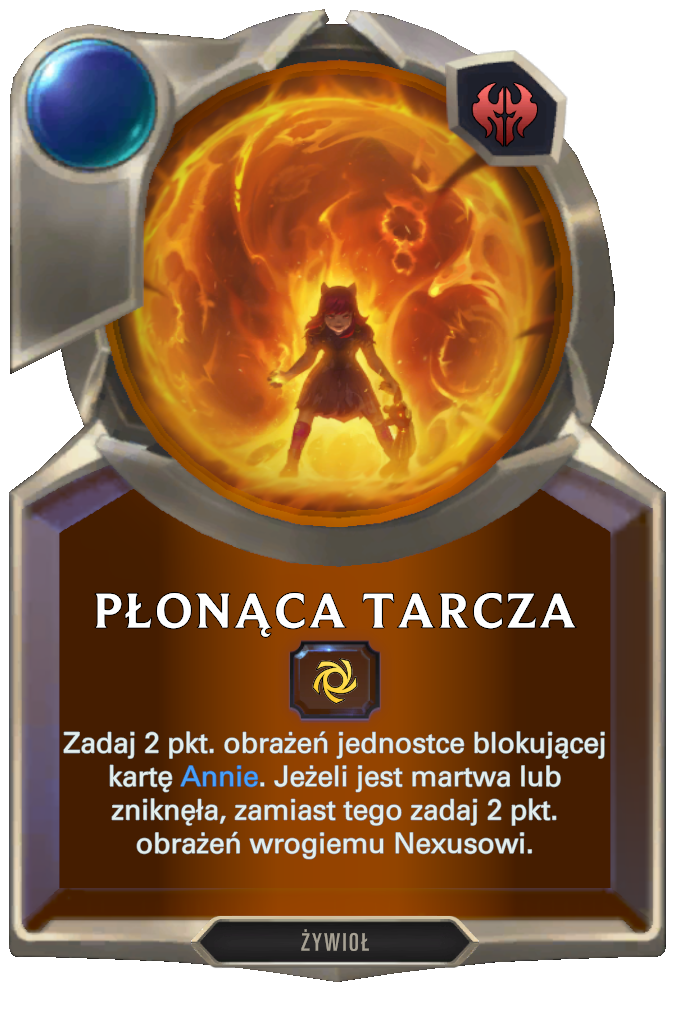 PŁONĄCA TARCZA
Zadaj 2 pkt. obrażeń jednostce blokującej
kartę Annie. Jeżeli jest martwa lub
zniknęła, zamiast tego zadaj 2 pkt.
obrażeń wrogiemu Nexusowi.
ŻYWIOŁ